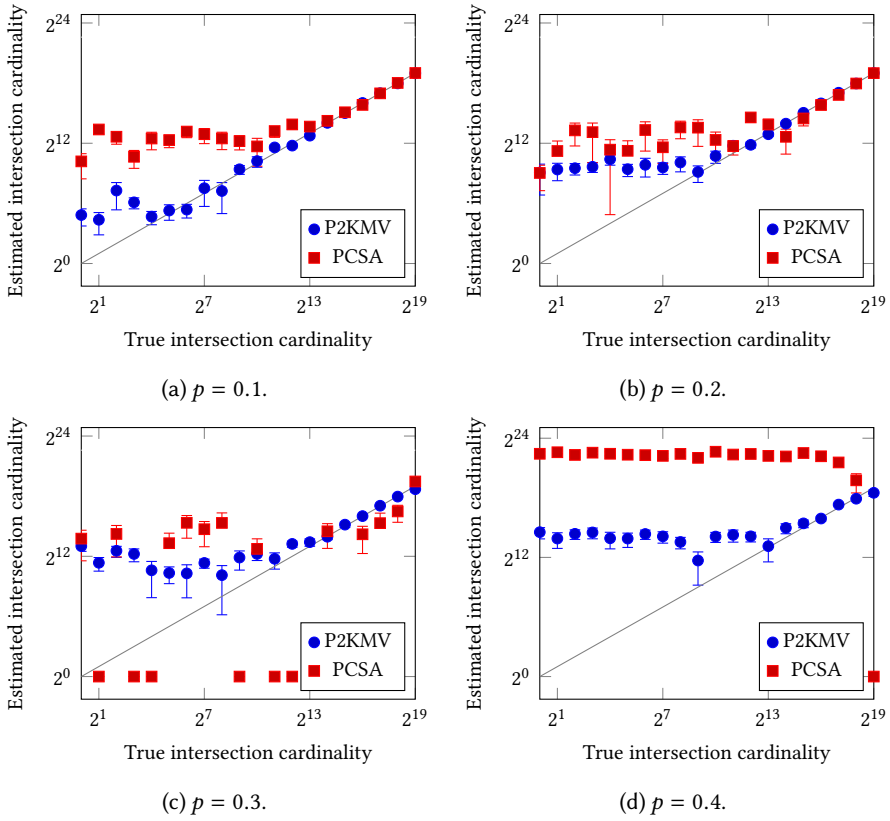 Estimated intersection cardinality
2^24
2^12
2^0
P2KMV
PCSA
2^1 2^7 2^13 2^19
True intersection cardinality
(a) p = 0.1.
Estimated intersection cardinality
2^24
2^12
2^0
P2KMV
PCSA
2^1 2^7 2^13 2^19
True intersection cardinality
(b) p = 0.2.
Estimated intersection cardinality
2^24
2^12
2^0
P2KMV
PCSA
2^1 2^7 2^13 2^19
True intersection cardinality
(c) p = 0.3.
Estimated intersection cardinality
2^24
2^12
2^0
P2KMV
PCSA
2^1 2^7 2^13 2^19
True intersection cardinality
(d) p = 0.4.